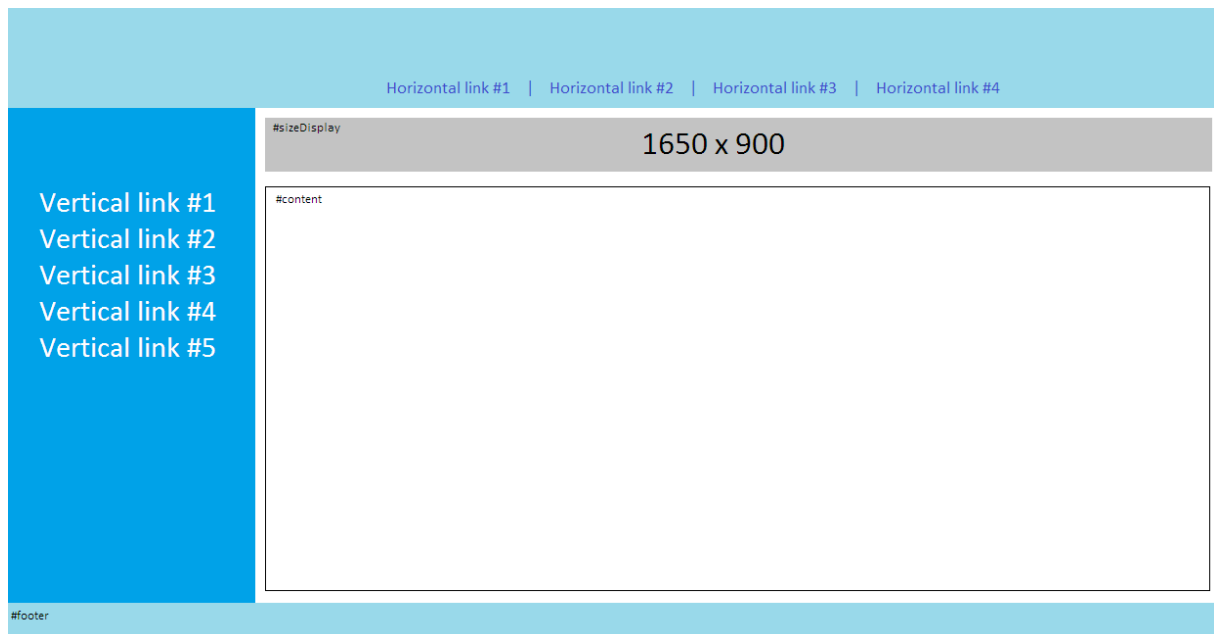 Horizontal link #1 | Horizontal link #2 | Horizontal link #3 | Horizontal link #4
#sizeDisplay
1650 x 900
Vertical link #1
Vertical link #2
Vertical link #3
Vertical link #4
Vertical link #5
#content
#footer